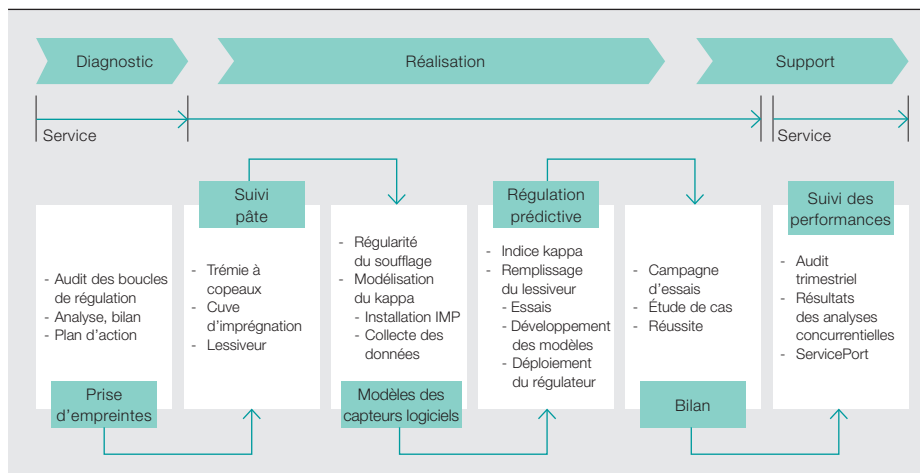 Diagnostic
Réalisation
Support
Service
Service
Prise
d'empreintes
- Audit des boucles
de régulation
- Analyse, bilan
- Plan d'action
Suivi
pâte
- Trémie à
copeaux
- Cuve
d'imprégnation
- Lessiveur
- Régularité
du soufflage
- Modélisation
du kappa
- Installation IMP
- Collecte des
données
Modèles des
capteurs logiciels
Régulation
prédictive
- Indice kappa
- Remplissage
du lessiveur
- Essais
- Développement
des modèles
- Déploiement
du régulateur
- Campagne
d'essais
- Étude de cas
- Réussite
Bilan
Suivi des
performances
- Audit
trimestriel
- Résultats
des analyses
concurrentielles
- ServicePort